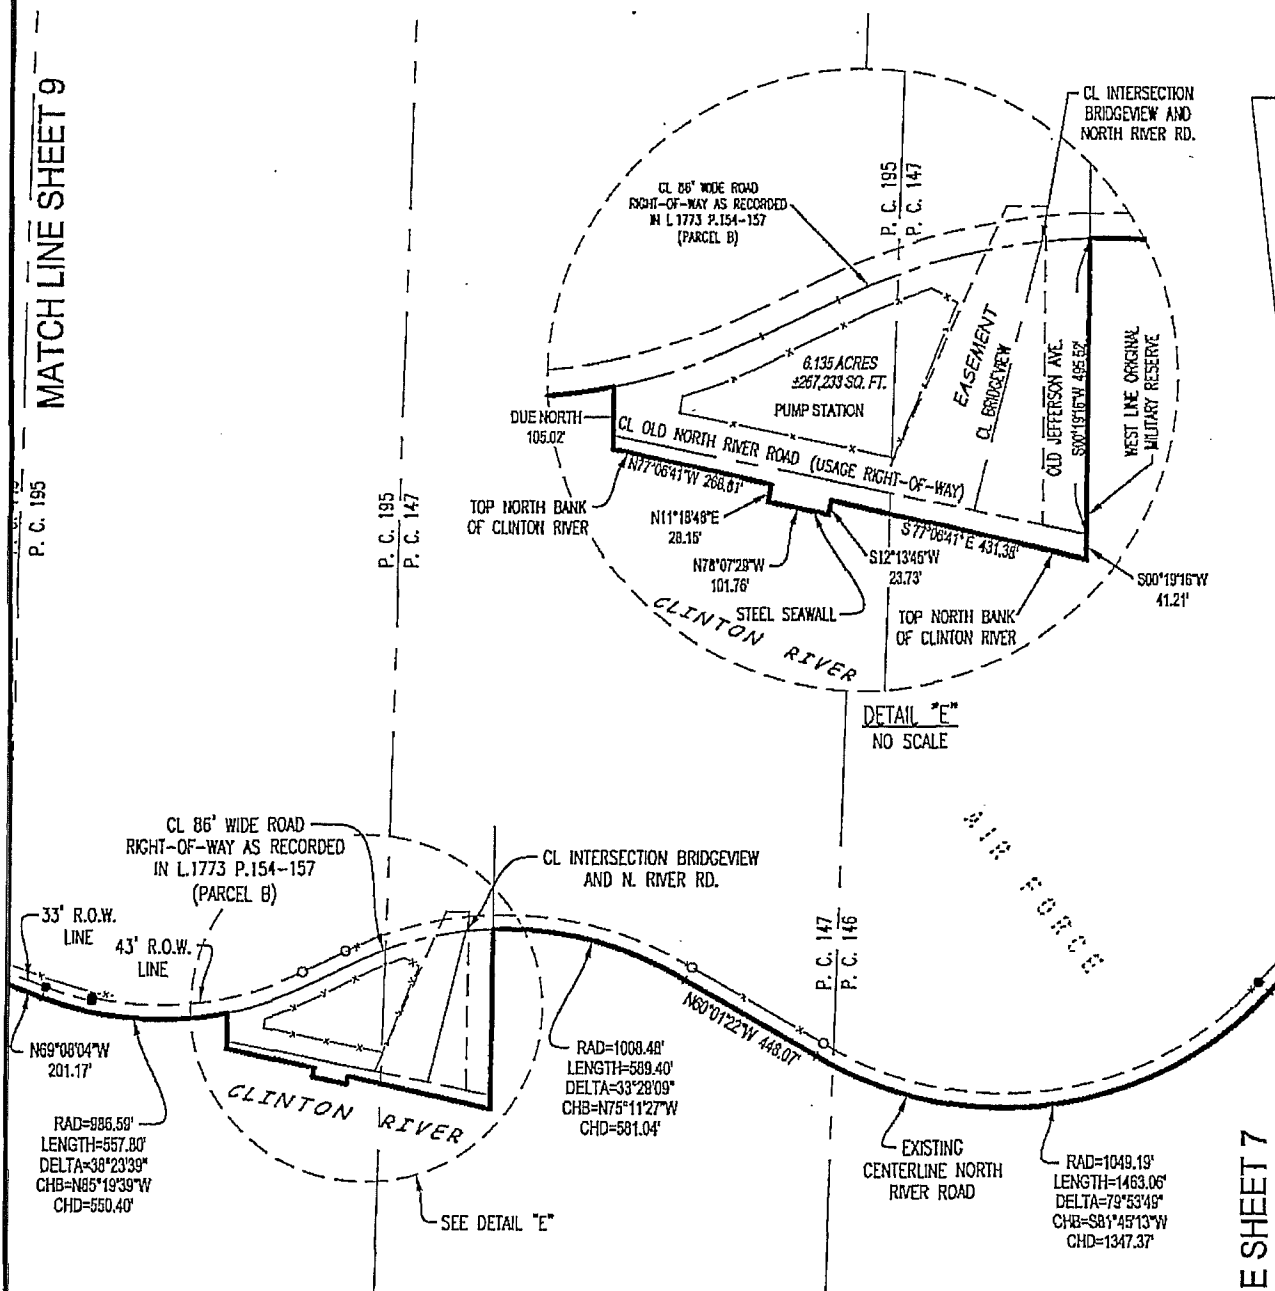 MATCH LINE SHEET 9
P. C. 195
P. C. 195
P. C. 147
CL INTERSECTION
BRIDGEVIEW AND
NORTH RIVER RD.
CL 86' WIDE ROAD
RIGHT-OF-WAY AS RECORDED
IN L.1773 P.154-157
(PARCEL B)
P. C. 195
P. C. 147
6.135 ACRES
±267,233 SQ. FT.
PUMP STATION
EASEMENT
CL BRIDGEVIEW
OLD JEFFERSON AVE.
S00°19'16"W 495.52'
WEST LINE ORIGINAL
MILITARY RESERVE
DUE NORTH
105.02'
CL OLD NORTH RIVER ROAD (USAGE RIGHT-OF-WAY)
N77°06'41"W 268.81'
TOP NORTH BANK
OF CLINTON RIVER
N11°18'48"E
28.15'
N78°07'29"W
101.76'
STEEL SEAWALL
S12°13'45"W
23.73'
S77°06'41"E 431.38'
TOP NORTH BANK
OF CLINTON RIVER
S00°19'16"W
41.21'
CLINTON RIVER
DETAIL "E"
NO SCALE
AIR FORCE
CL 86' WIDE ROAD
RIGHT-OF-WAY AS RECORDED
IN L.1773 P.154-157
(PARCEL B)
CL INTERSECTION BRIDGEVIEW
AND N. RIVER RD.
33' R.O.W.
LINE
43' R.O.W.
LINE
P. C. 147
P. C. 146
N69°08'04"W
201.17'
N60°01'22"W 448.07'
RAD=986.59'
LENGTH=557.80'
DELTA=38°23'39"
CHB=N85°19'39"W
CHD=550.40'
CLINTON RIVER
RAD=1008.48'
LENGTH=589.40'
DELTA=33°28'09"
CHB=N75°11'27"W
CHD=581.04'
EXISTING
CENTERLINE NORTH
RIVER ROAD
RAD=1049.19'
LENGTH=1463.06'
DELTA=79°53'49"
CHB=S81°45'13"W
CHD=1347.37'
SEE DETAIL "E"
E SHEET 7